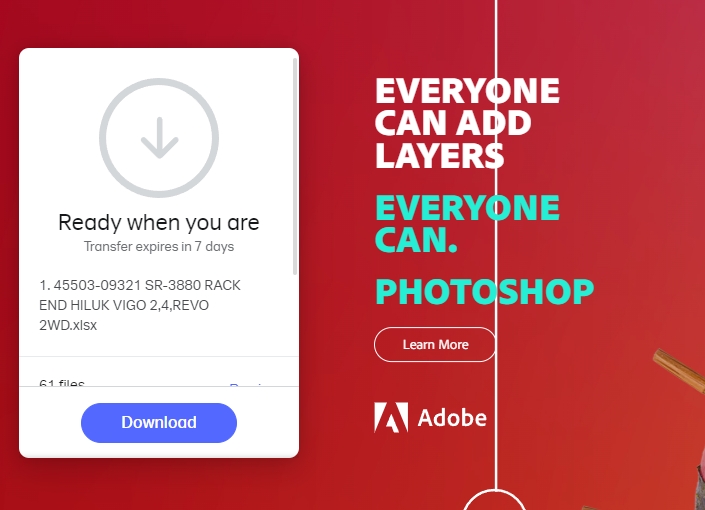 Ready when you are
Transfer expires in 7 days
1. 45503-09321 SR-3880 RACK
END HILUK VIGO 2,4,REVO
2WD.xlsx
61 files
Download
EVERYONE
CAN ADD
LAYERS
EVERYONE
CAN.
PHOTOSHOP
Learn More
Adobe